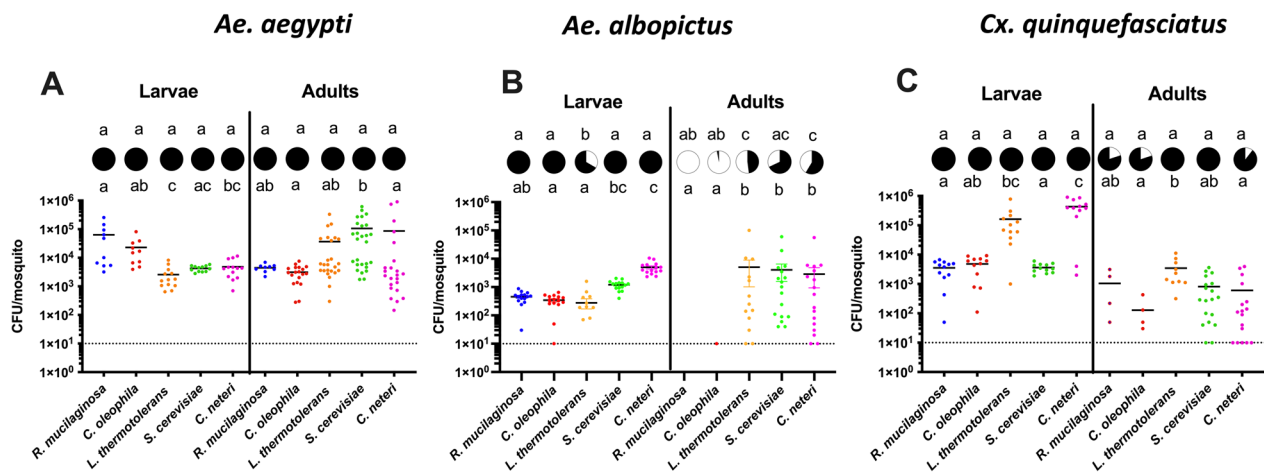 Ae. aegypti
Ae. albopictus
Cx. quinquefasciatus
A
Larvae
Adults
a a a a a a a a a a
a ab c ac bc ab a ab b a
CFU/mosquito
1×10⁶
1×10⁵
1×10⁴
1×10³
1×10²
1×10¹
1×10⁰
R. mucilaginosa
C. oleophila
L. thermotolerans
S. cerevisiae
C. neteri
R. mucilaginosa
C. oleophila
L. thermotolerans
S. cerevisiae
C. neteri
B
Larvae
Adults
a a b a a ab ab c ac c
ab a a bc c a a b b b
CFU/mosquito
1×10⁶
1×10⁵
1×10⁴
1×10³
1×10²
1×10¹
1×10⁰
R. mucilaginosa
C. oleophila
L. thermotolerans
S. cerevisiae
C. neteri
R. mucilaginosa
C. oleophila
L. thermotolerans
S. cerevisiae
C. neteri
C
Larvae
Adults
a a a a a a a a a a
a ab bc a c ab a b ab a
CFU/mosquito
1×10⁶
1×10⁵
1×10⁴
1×10³
1×10²
1×10¹
1×10⁰
R. mucilaginosa
C. oleophila
L. thermotolerans
S. cerevisiae
C. neteri
R. mucilaginosa
C. oleophila
L. thermotolerans
S. cerevisiae
C. neteri